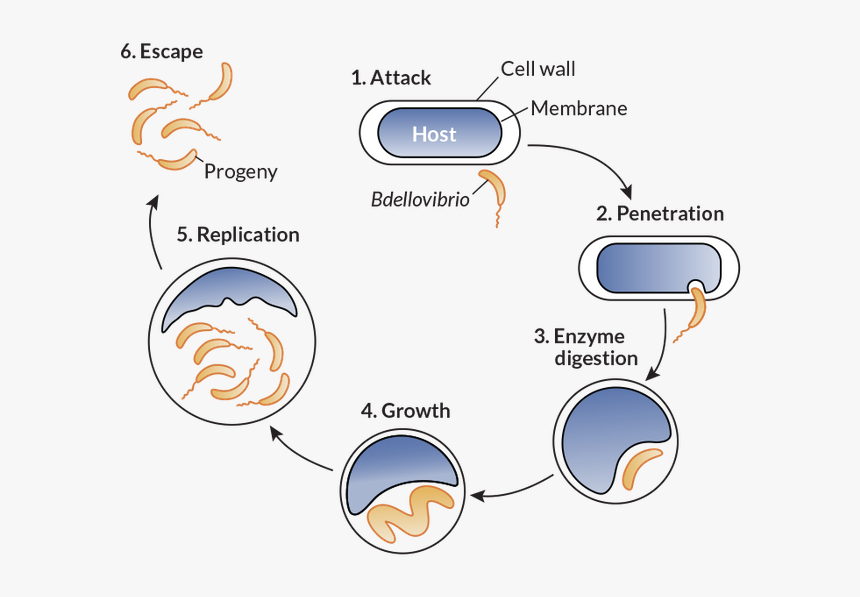 1. Attack
Cell wall
Membrane
Host
Bdellovibrio
2. Penetration
3. Enzyme
digestion
4. Growth
5. Replication
6. Escape
Progeny